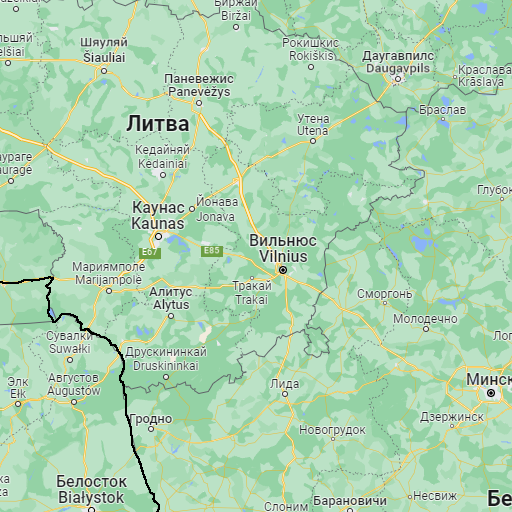 Биржай
Biržai
Шяуляй
Šiauliai
Рокишкис
Rokiškis
Даугавпилс
Daugavpils
Краслава
Krāslava
Паневежис
Panevėžys
Литва
Браслав
Утена
Utena
Кедайняй
Kėdainiai
Йонава
Jonava
Каунас
Kaunas
E67
E85
Вильнюс
Vilnius
Мариямполе
Marijampolė
Тракай
Trakai
Алитус
Alytus
Сморгонь
Молодечно
Сувалки
Suwałki
Друскининкай
Druskininkai
Элк
Ełk
Августов
Augustów
Лида
Минск
Гродно
Новогрудок
Дзержинск
Белосток
Białystok
Слоним
Барановичи
Несвиж